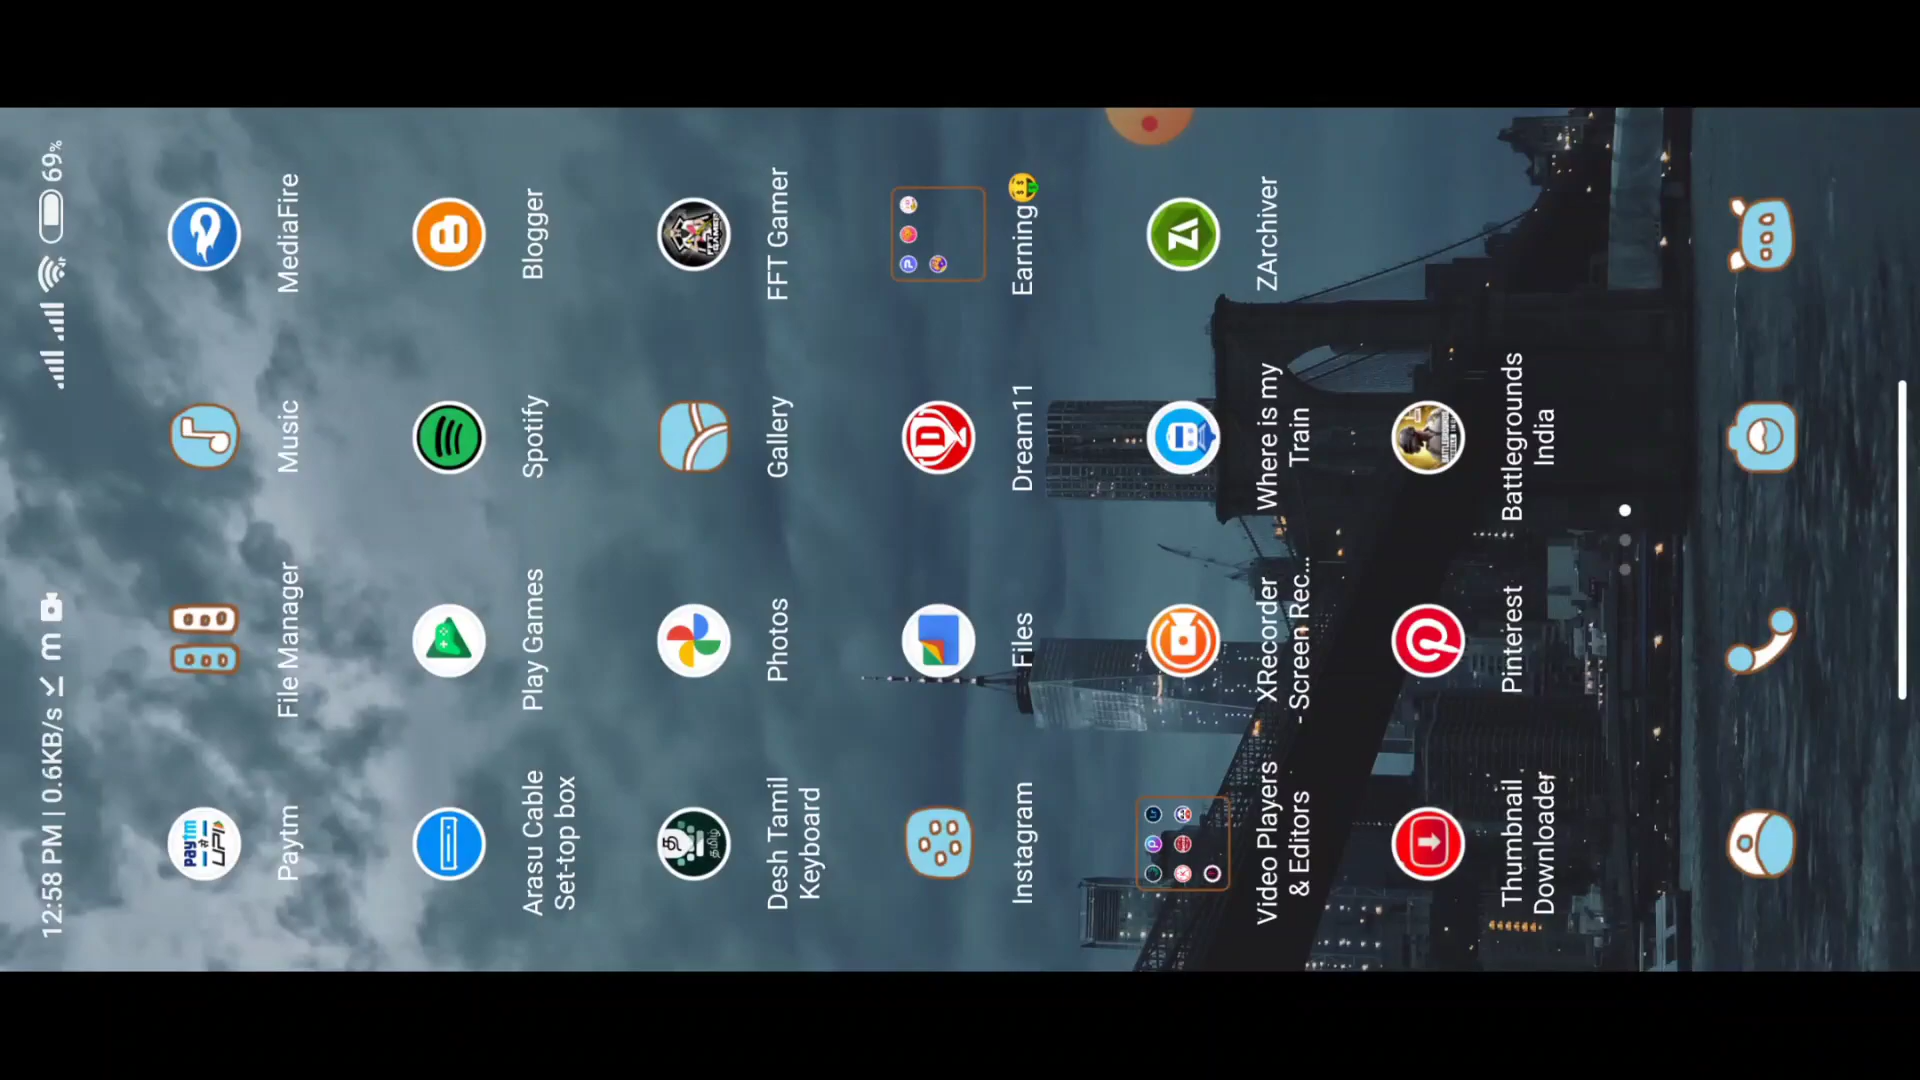 12:58 PM | 0.6KB/s
69%
Paytm
File Manager
Music
MediaFire
Arasu Cable
Set-top box
Play Games
Spotify
Blogger
Desh Tamil
Keyboard
Photos
Gallery
FFT Gamer
Instagram
Files
Dream11
Earning🤑
Video Players
& Editors
XRecorder
- Screen Rec...
Where is my
Train
ZArchiver
Thumbnail
Downloader
Pinterest
Battlegrounds
India